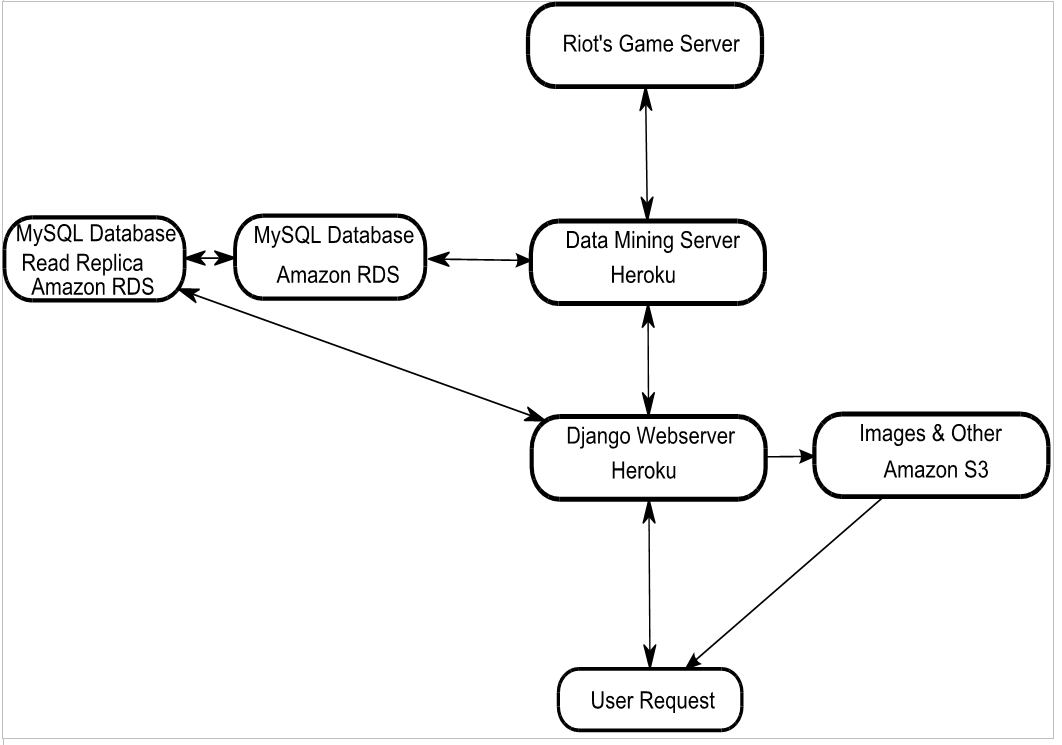 Riot's Game Server
MySQL Database
Read Replica
Amazon RDS
MySQL Database
Amazon RDS
Data Mining Server
Heroku
Django Webserver
Heroku
Images & Other
Amazon S3
User Request